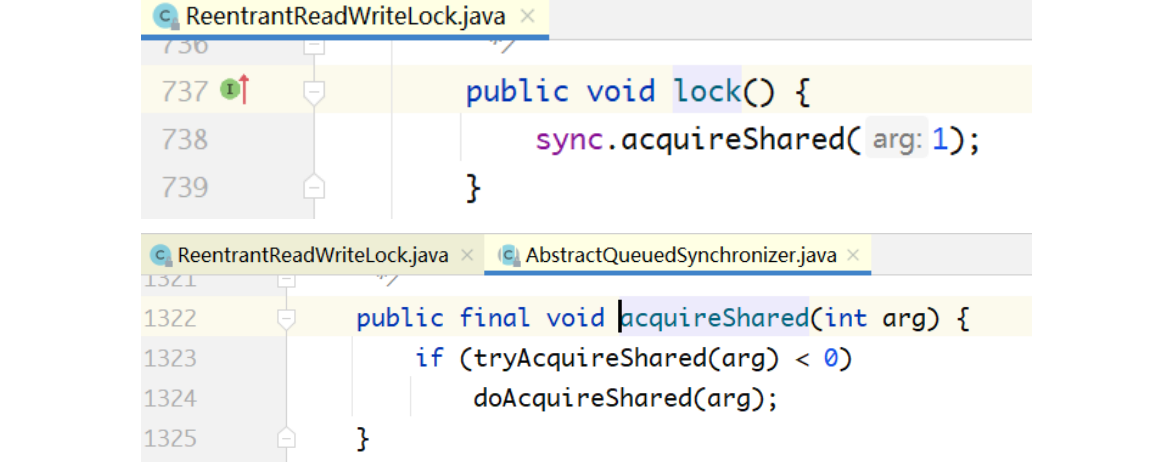 ReentrantReadWriteLock.java ×
736 */
737 I public void lock() {
738 sync.acquireShared( arg: 1);
739 }
ReentrantReadWriteLock.java × AbstractQueuedSynchronizer.java ×
1321 */
1322 public final void acquireShared(int arg) {
1323 if (tryAcquireShared(arg) < 0)
1324 doAcquireShared(arg);
1325 }